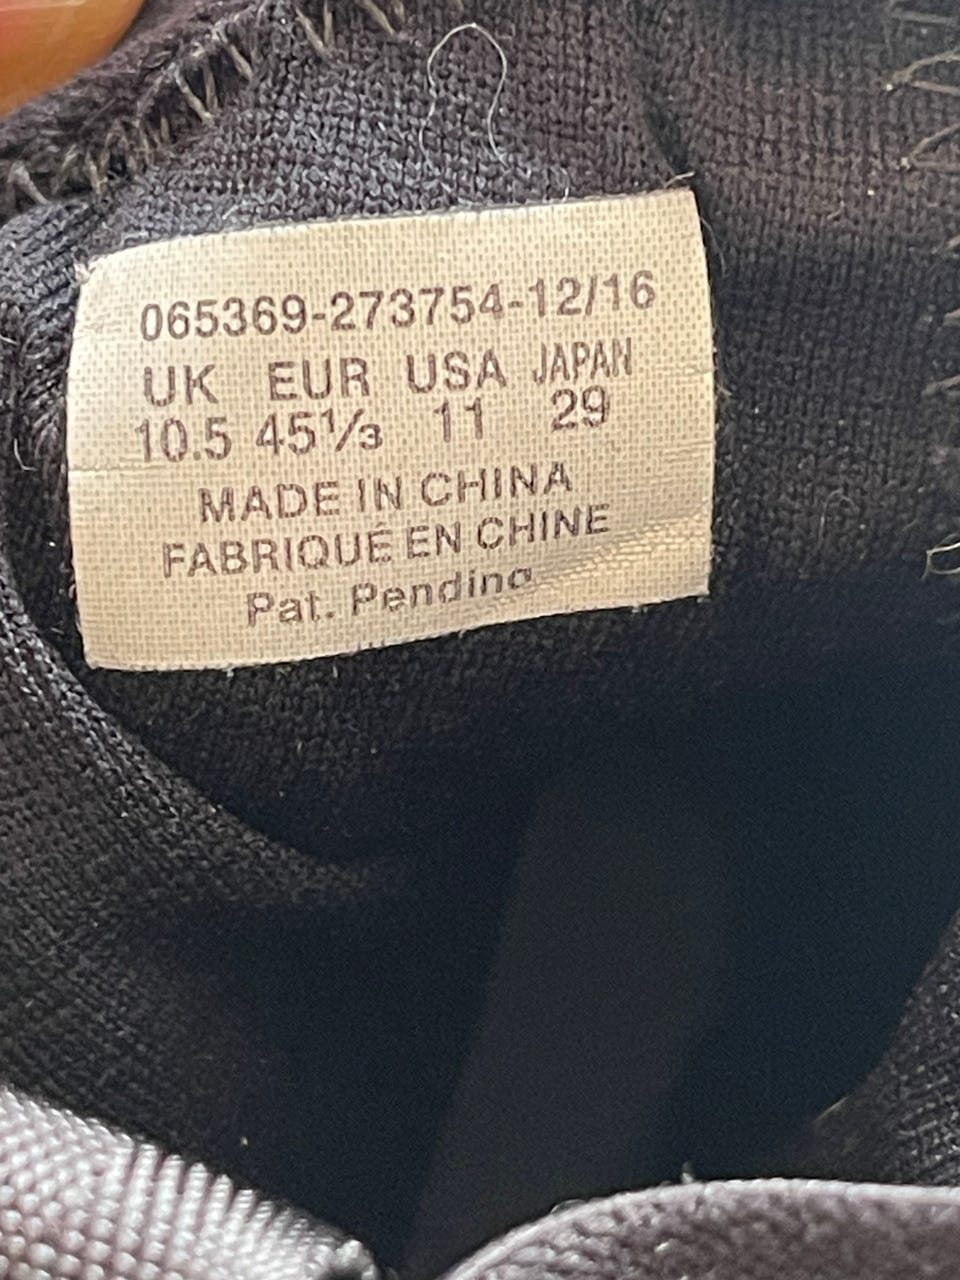 065369-273754-12/16
UK EUR USA JAPAN
10.5 45⅓ 11 29
MADE IN CHINA
FABRIQUÉ EN CHINE
Pat. Pending